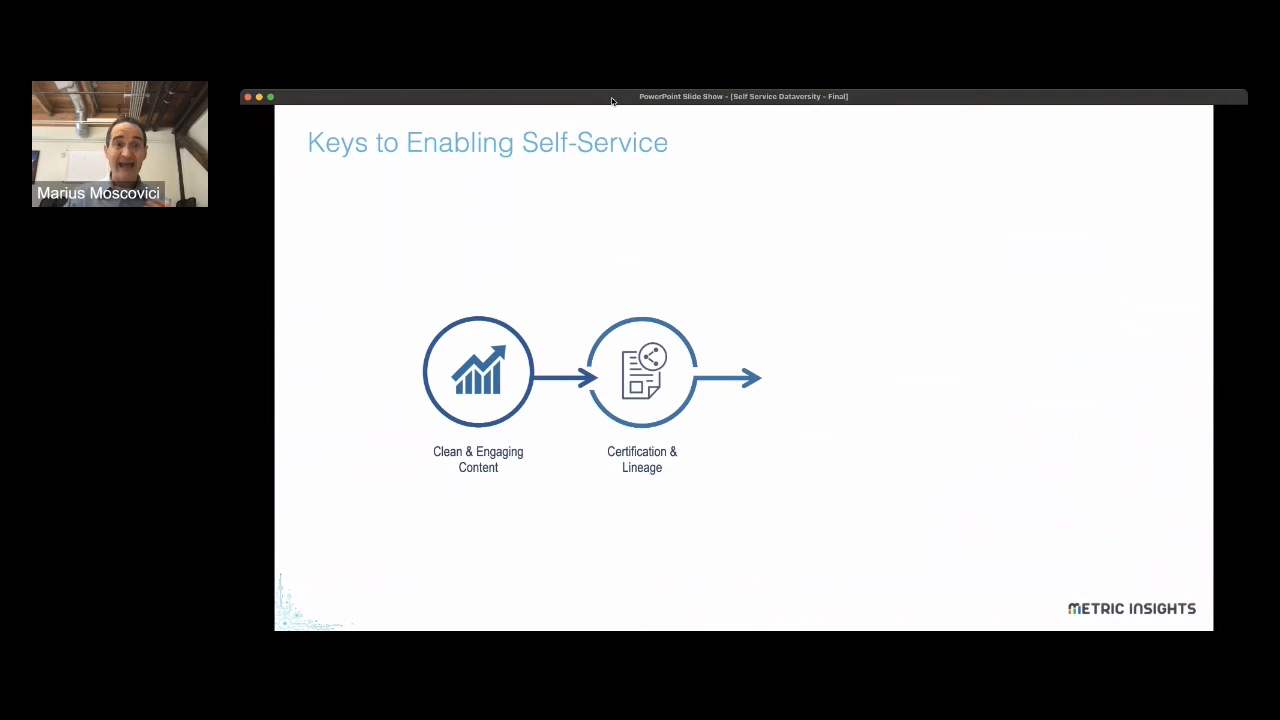 PowerPoint Slide Show - [Self Service Dataversity - Final]
Keys to Enabling Self-Service
Marius Moscovici
Clean & Engaging
Content
Certification &
Lineage
METRIC INSIGHTS